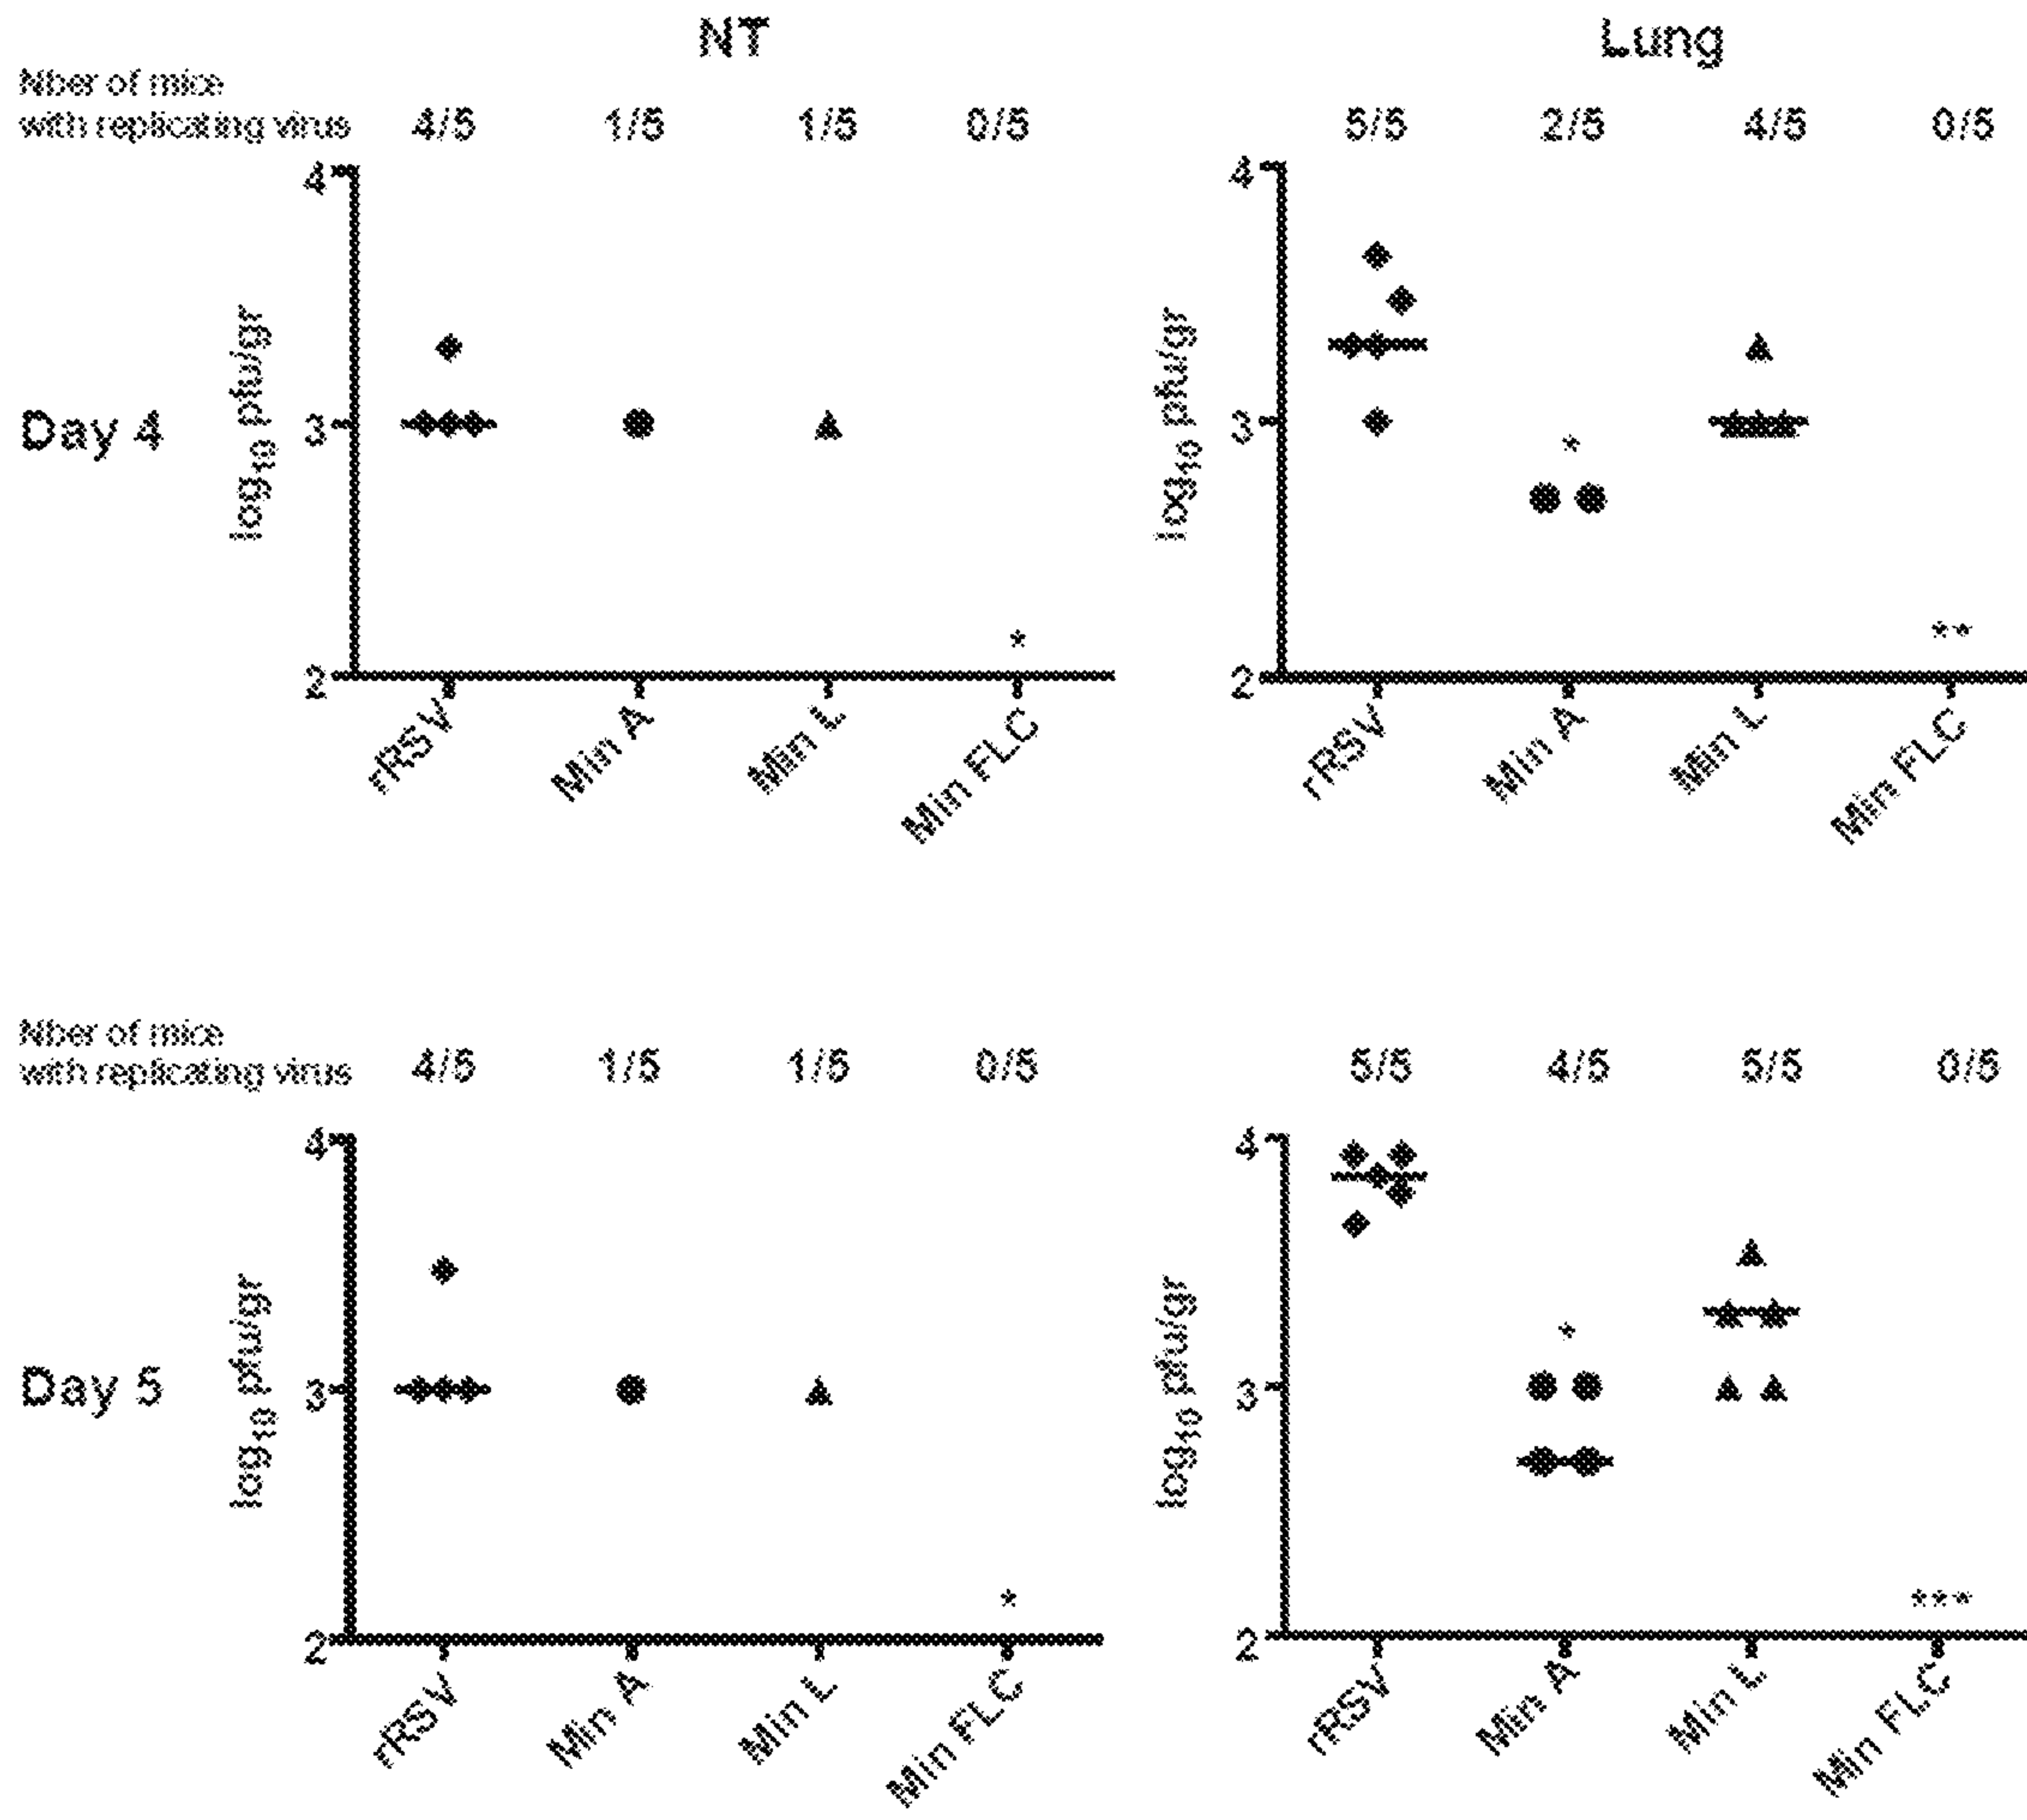 NT
Lung
Nber of mice
with replicating virus 4/5 1/5 1/5 0/5
5/5 2/5 4/5 0/5
4
3
2
log10 pfu/gr
Day 4
*
rRSV
Min A
Min L
Min FLC
4
3
2
log10 pfu/gr
*
**
rRSV
Min A
Min L
Min FLC
Nber of mice
with replicating virus 4/5 1/5 1/5 0/5
5/5 4/5 5/5 0/5
4
3
2
log10 pfu/gr
Day 5
*
rRSV
Min A
Min L
Min FLC
4
3
2
log10 pfu/gr
*
***
rRSV
Min A
Min L
Min FLC